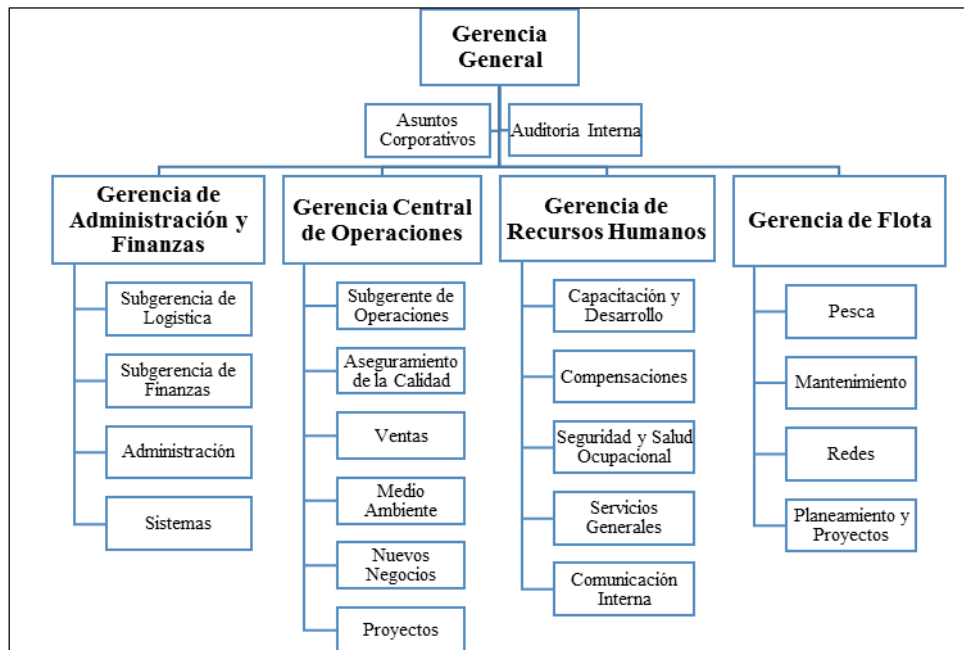 Gerencia
General
Asuntos
Corporativos
Auditoria Interna
Gerencia de
Administración y
Finanzas
Subgerencia de
Logística
Subgerencia de
Finanzas
Administración
Sistemas
Gerencia Central
de Operaciones
Subgerente de
Operaciones
Aseguramiento
de la Calidad
Ventas
Medio
Ambiente
Nuevos
Negocios
Proyectos
Gerencia de
Recursos Humanos
Capacitación y
Desarrollo
Compensaciones
Seguridad y Salud
Ocupacional
Servicios
Generales
Comunicación
Interna
Gerencia de Flota
Pesca
Mantenimiento
Redes
Planeamiento y
Proyectos